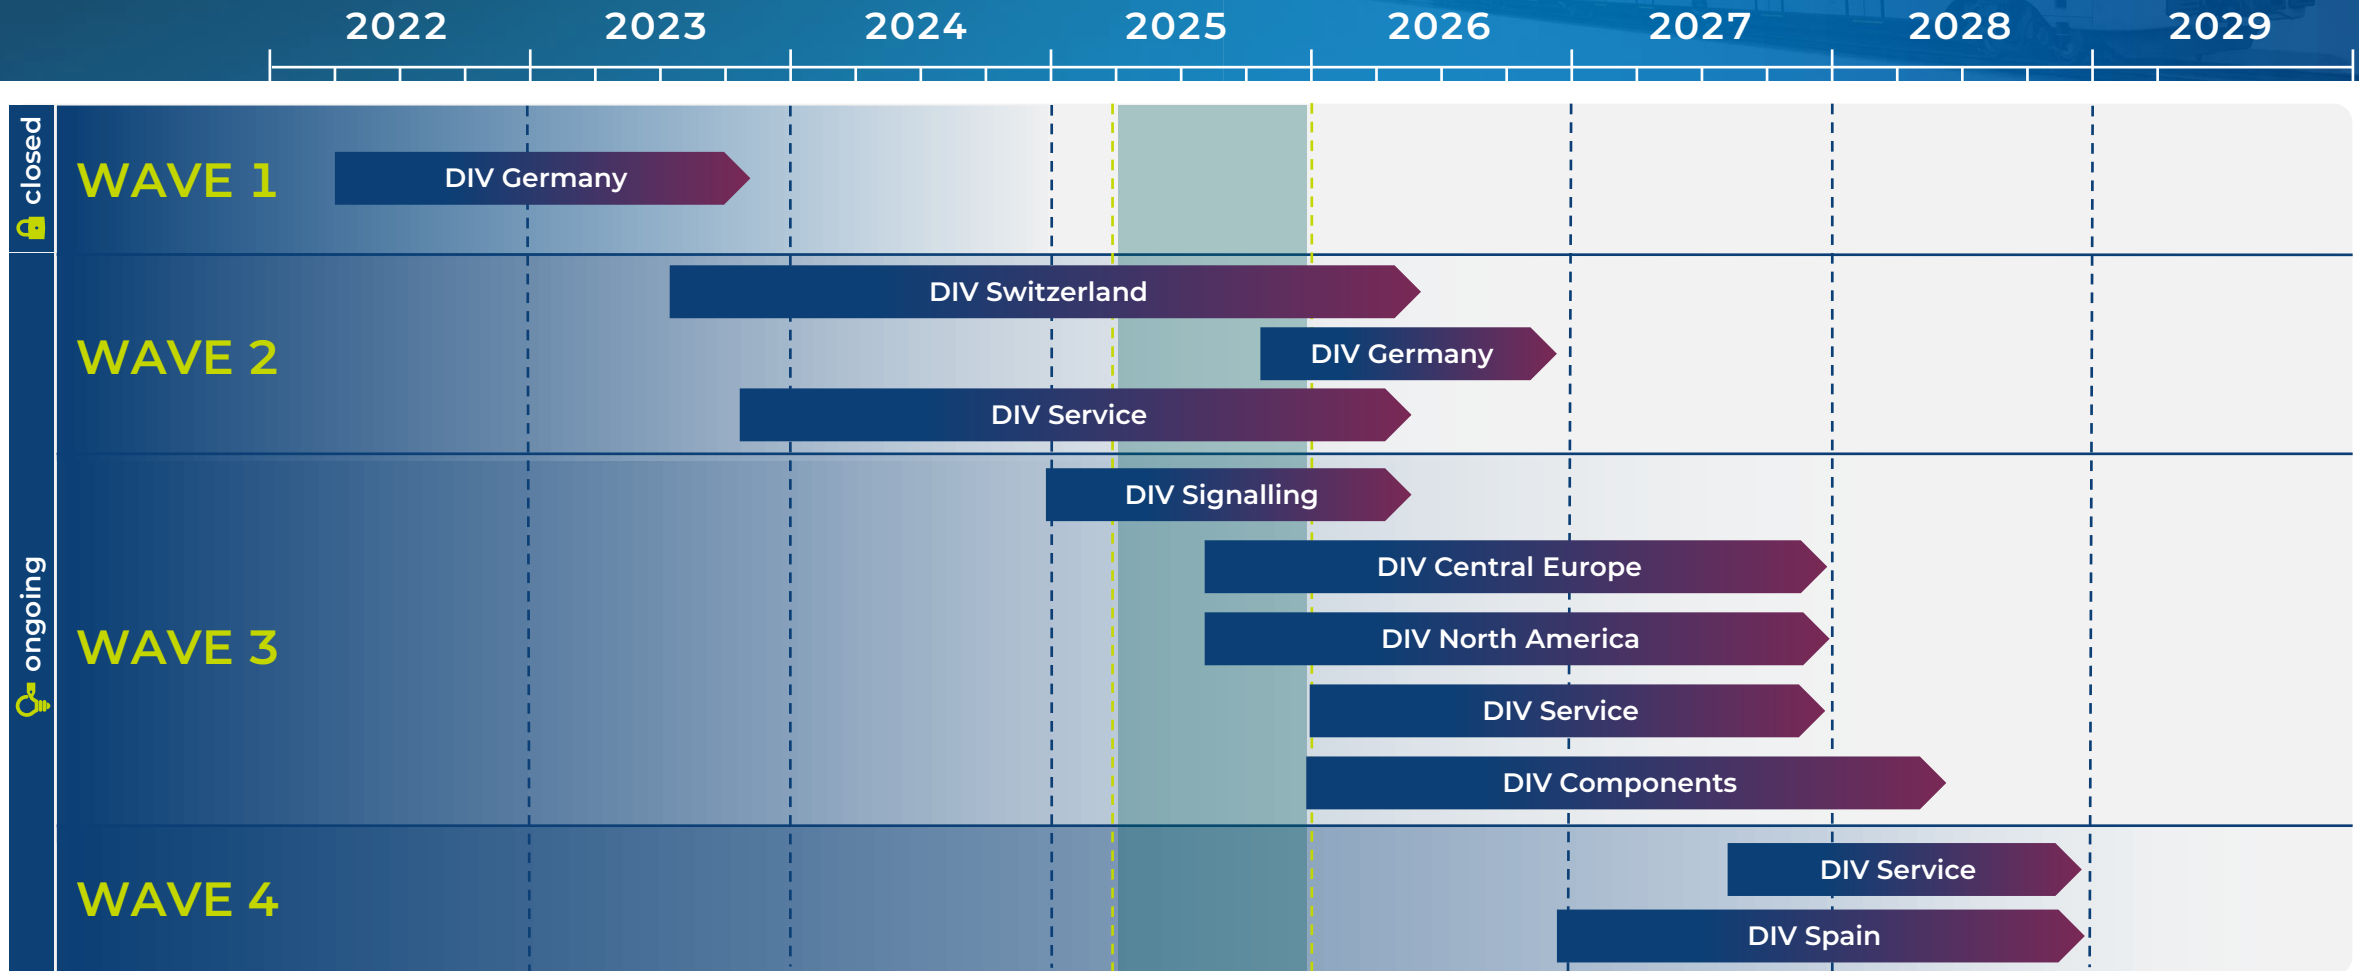 2022 2023 2024 2025 2026 2027 2028 2029
closed
WAVE 1
DIV Germany
ongoing
WAVE 2
DIV Switzerland
DIV Germany
DIV Service
WAVE 3
DIV Signalling
DIV Central Europe
DIV North America
DIV Service
DIV Components
WAVE 4
DIV Service
DIV Spain